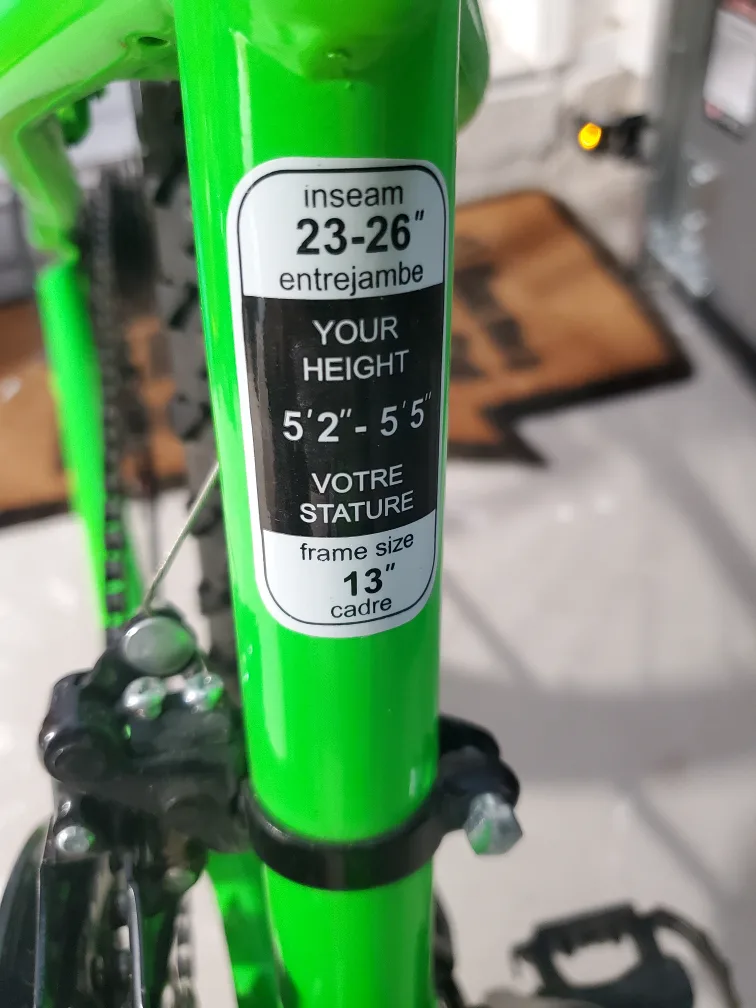 inseam
23-26"
entrejambe
YOUR
HEIGHT
5'2"- 5'5"
VOTRE
STATURE
frame size
13"
cadre